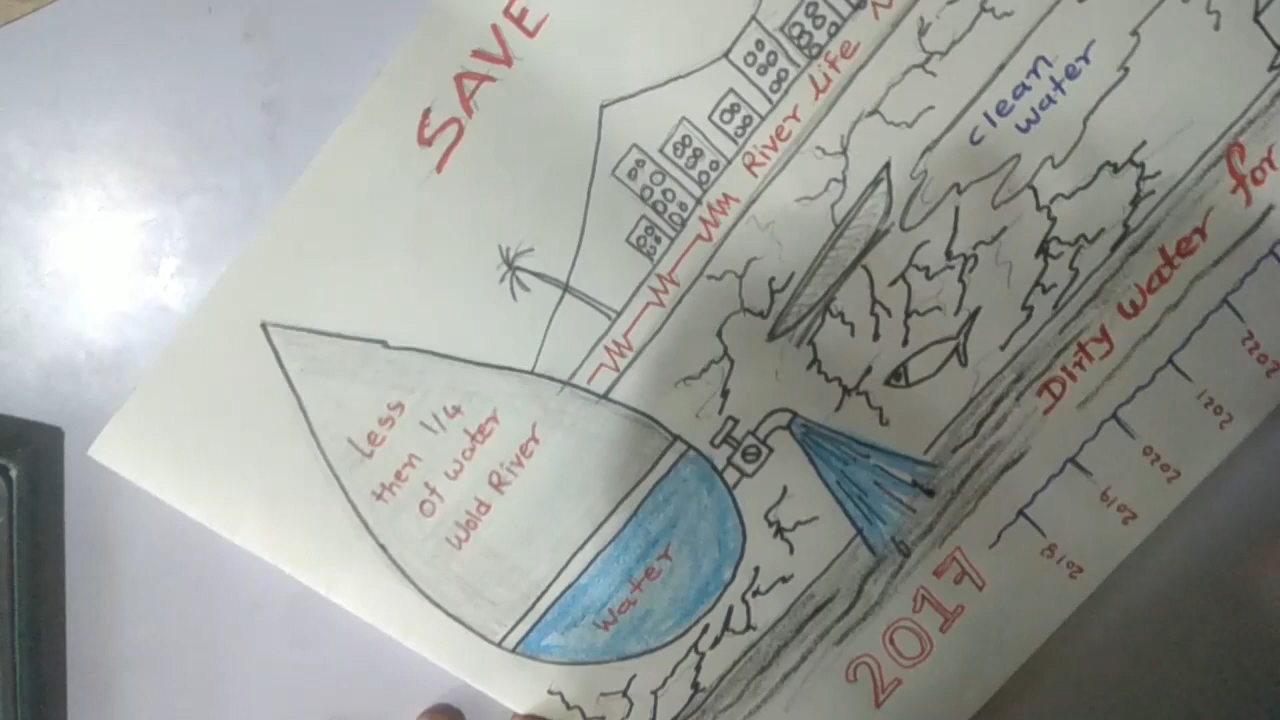 SAVE
River life
clean
water
less
then 1/4
of water
Wold River
Water
Dirty Water for
2017
2018
2019
2020
2021
2022